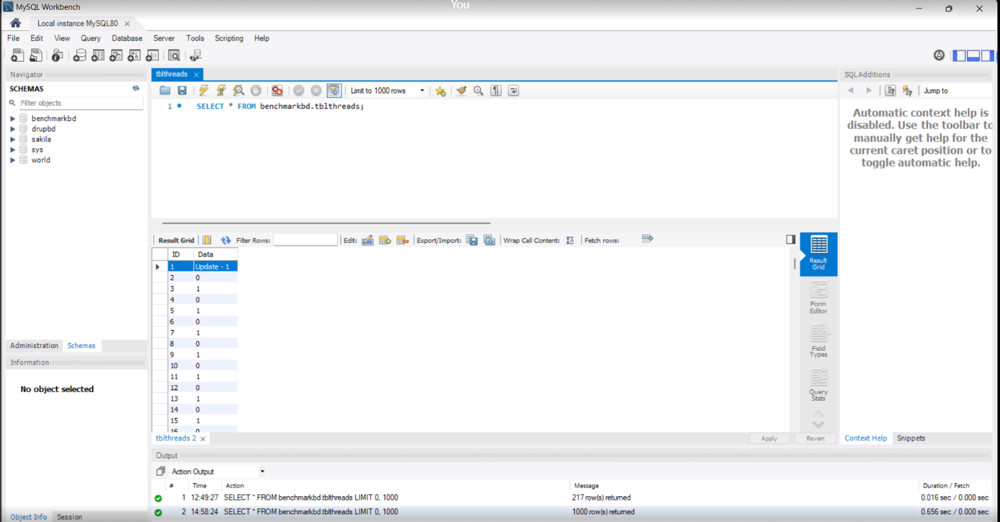 MySQL Workbench
You
Local instance MySQL80
File Edit View Query Database Server Tools Scripting Help
Navigator
SCHEMAS
Filter objects
benchmarkbd
drupbd
sakila
sys
world
Administration Schemas
Information
No object selected
Object Info Session
tblthreads
Limit to 1000 rows
1 SELECT * FROM benchmarkbd.tblthreads;
Result Grid Filter Rows: Edit: Export/Import: Wrap Cell Content: Fetch rows:
ID Data
1 Update - 1
2 0
3 1
4 0
5 1
6 0
7 1
8 0
9 1
10 0
11 1
12 0
13 1
14 0
15 1
16 0
Result
Grid
Form
Editor
Field
Types
Query
Stats
tblthreads 2
Apply Revert
SQLAdditions
Jump to
Automatic context help is
disabled. Use the toolbar to
manually get help for the
current caret position or to
toggle automatic help.
Context Help Snippets
Output
Action Output
# Time Action Message Duration / Fetch
1 12:49:27 SELECT * FROM benchmarkbd.tblthreads LIMIT 0, 1000 217 row(s) returned 0.016 sec / 0.000 sec
2 14:58:24 SELECT * FROM benchmarkbd.tblthreads LIMIT 0, 1000 1000 row(s) returned 0.656 sec / 0.000 sec